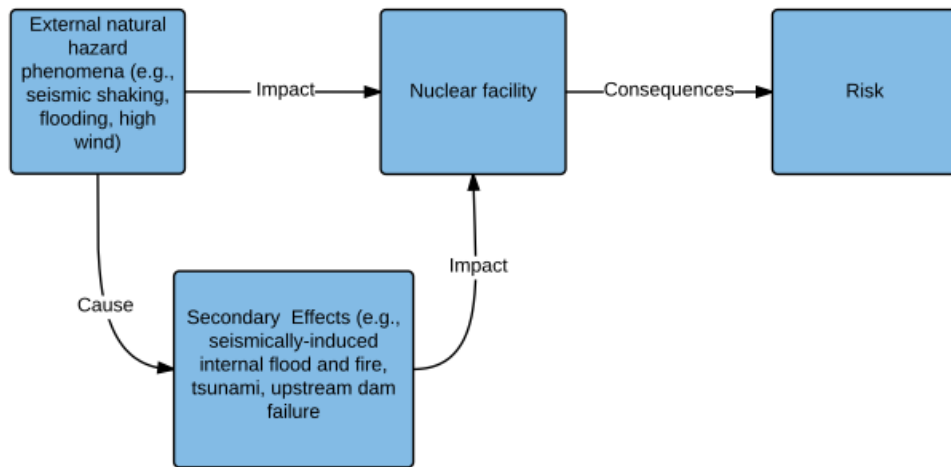 External natural
hazard
phenomena (e.g.,
seismic shaking,
flooding, high
wind)
Impact
Nuclear facility
Consequences
Risk
Cause
Impact
Secondary  Effects (e.g.,
seismically-induced
internal flood and fire,
tsunami, upstream dam
failure